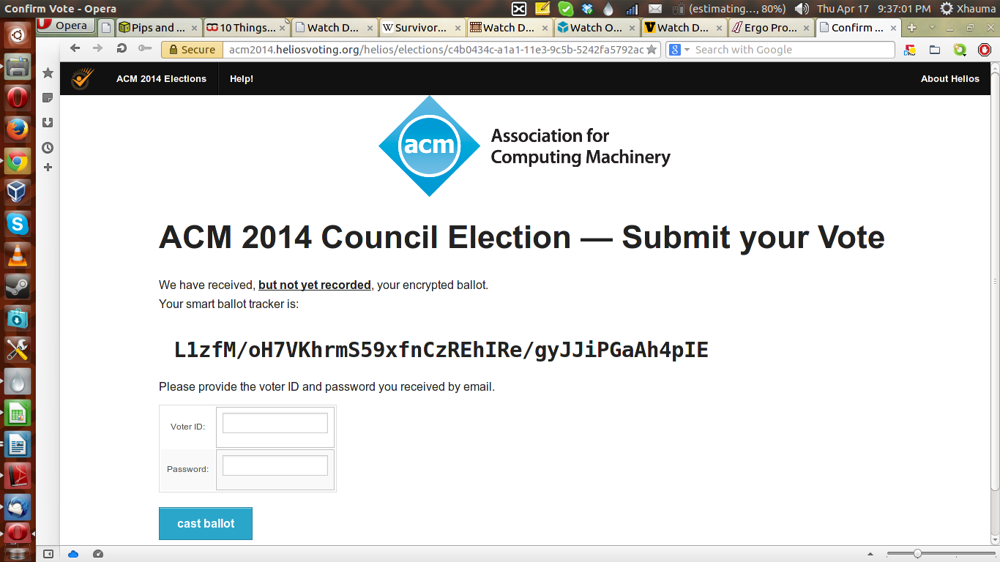 Confirm Vote - Opera
(estimating..., 80%)
Thu Apr 17
9:37:01 PM
Xhauma
Opera
Pips and ...
10 Things...
Watch D...
Survivor...
Watch D...
Watch O...
Watch D...
Ergo Pro...
Confirm ...
Secure
acm2014.heliosvoting.org/helios/elections/c4b0434c-a1a1-11e3-9c5b-5242fa5792ac
Search with Google
ACM 2014 Elections
Help!
About Helios
acm
Association for
Computing Machinery
ACM 2014 Council Election — Submit your Vote
We have received, but not yet recorded, your encrypted ballot.
Your smart ballot tracker is:
L1zfM/oH7VKhrmS59xfnCzREhIRe/gyJJiPGaAh4pIE
Please provide the voter ID and password you received by email.
Voter ID:
Password:
cast ballot